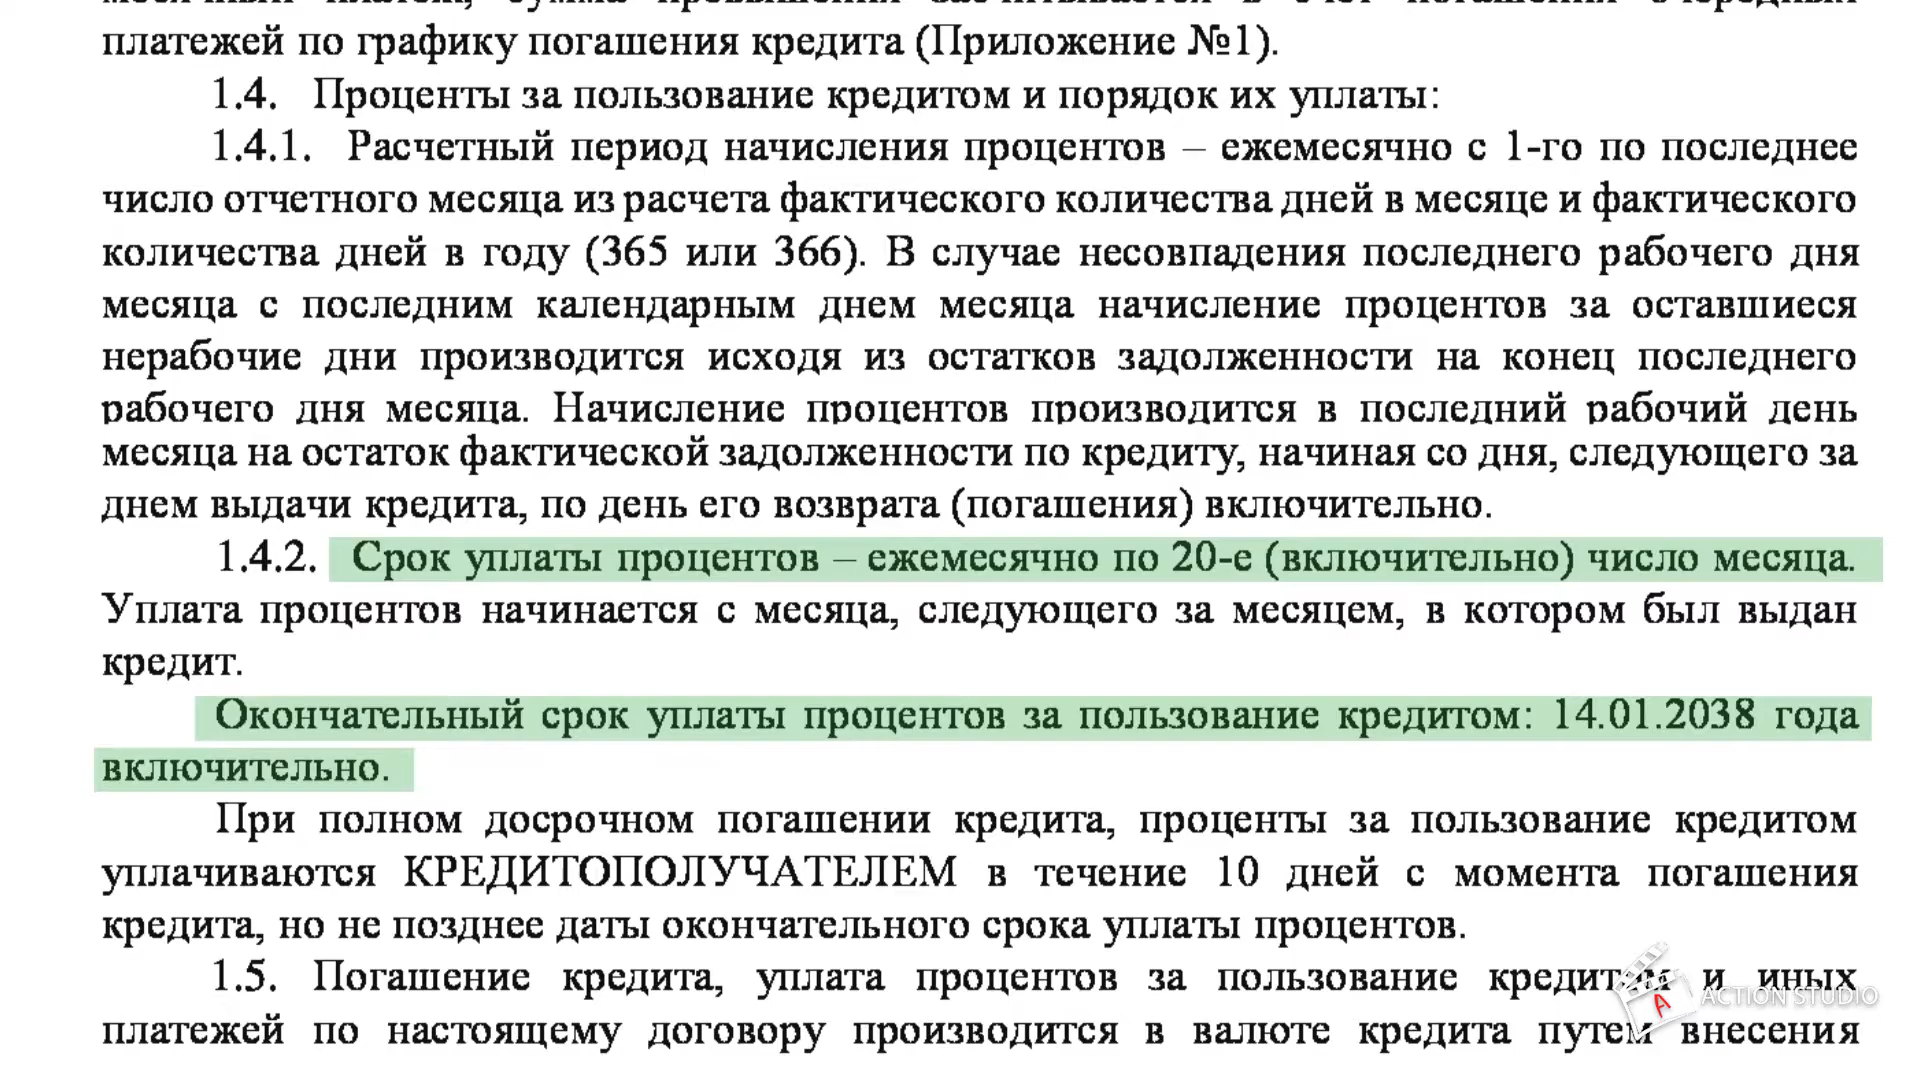 месячный платеж, сумма превышения засчитывается в счет погашения очередных
платежей по графику погашения кредита (Приложение №1).
1.4. Проценты за пользование кредитом и порядок их уплаты:
1.4.1. Расчетный период начисления процентов – ежемесячно с 1-го по последнее
число отчетного месяца из расчета фактического количества дней в месяце и фактического
количества дней в году (365 или 366). В случае несовпадения последнего рабочего дня
месяца с последним календарным днем месяца начисление процентов за оставшиеся
нерабочие дни производится исходя из остатков задолженности на конец последнего
рабочего дня месяца. Начисление процентов производится в последний рабочий день
месяца на остаток фактической задолженности по кредиту, начиная со дня, следующего за
днем выдачи кредита, по день его возврата (погашения) включительно.
1.4.2. Срок уплаты процентов – ежемесячно по 20-е (включительно) число месяца.
Уплата процентов начинается с месяца, следующего за месяцем, в котором был выдан
кредит.
Окончательный срок уплаты процентов за пользование кредитом: 14.01.2038 года
включительно.
При полном досрочном погашении кредита, проценты за пользование кредитом
уплачиваются КРЕДИТОПОЛУЧАТЕЛЕМ в течение 10 дней с момента погашения
кредита, но не позднее даты окончательного срока уплаты процентов.
1.5. Погашение кредита, уплата процентов за пользование кредитом и иных
платежей по настоящему договору производится в валюте кредита путем внесения
A ACTION STUDIO